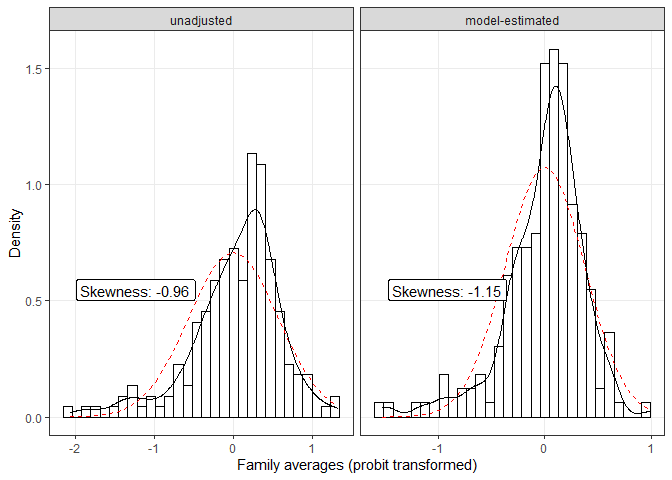 unadjusted
model-estimated
1.5
1.0
0.5
0.0
Density
Skewness: -0.96
Skewness: -1.15
-2 -1 0 1
-1 0 1
Family averages (probit transformed)